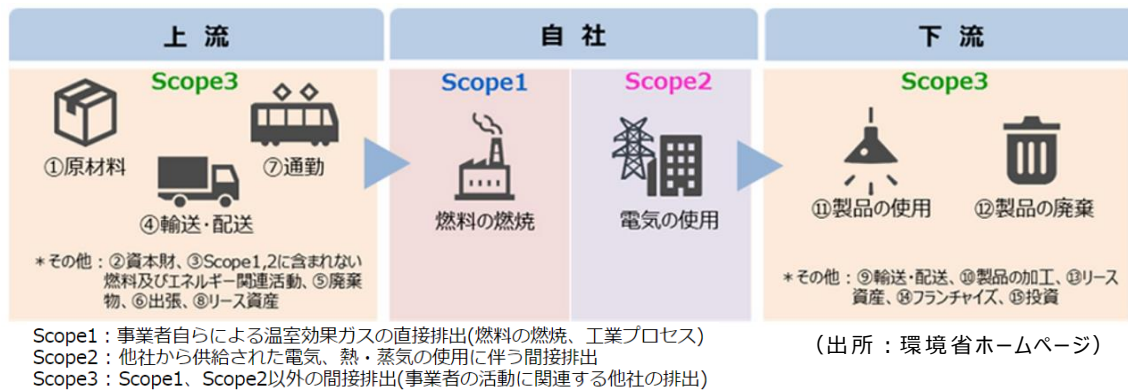 上流
自社
下流
Scope3
①原材料
⑦通勤
④輸送・配送
*その他:②資本財、③Scope1,2に含まれない
燃料及びエネルギー関連活動、⑤廃棄
物、⑥出張、⑧リース資産
Scope1
燃料の燃焼
Scope2
電気の使用
Scope3
⑪製品の使用
⑫製品の廃棄
*その他:⑨輸送・配送、⑩製品の加工、⑬リース
資産、⑭フランチャイズ、⑮投資
Scope1:事業者自らによる温室効果ガスの直接排出(燃料の燃焼、工業プロセス)
Scope2:他社から供給された電気、熱・蒸気の使用に伴う間接排出
Scope3:Scope1、Scope2以外の間接排出(事業者の活動に関連する他社の排出)
(出所:環境省ホームページ)